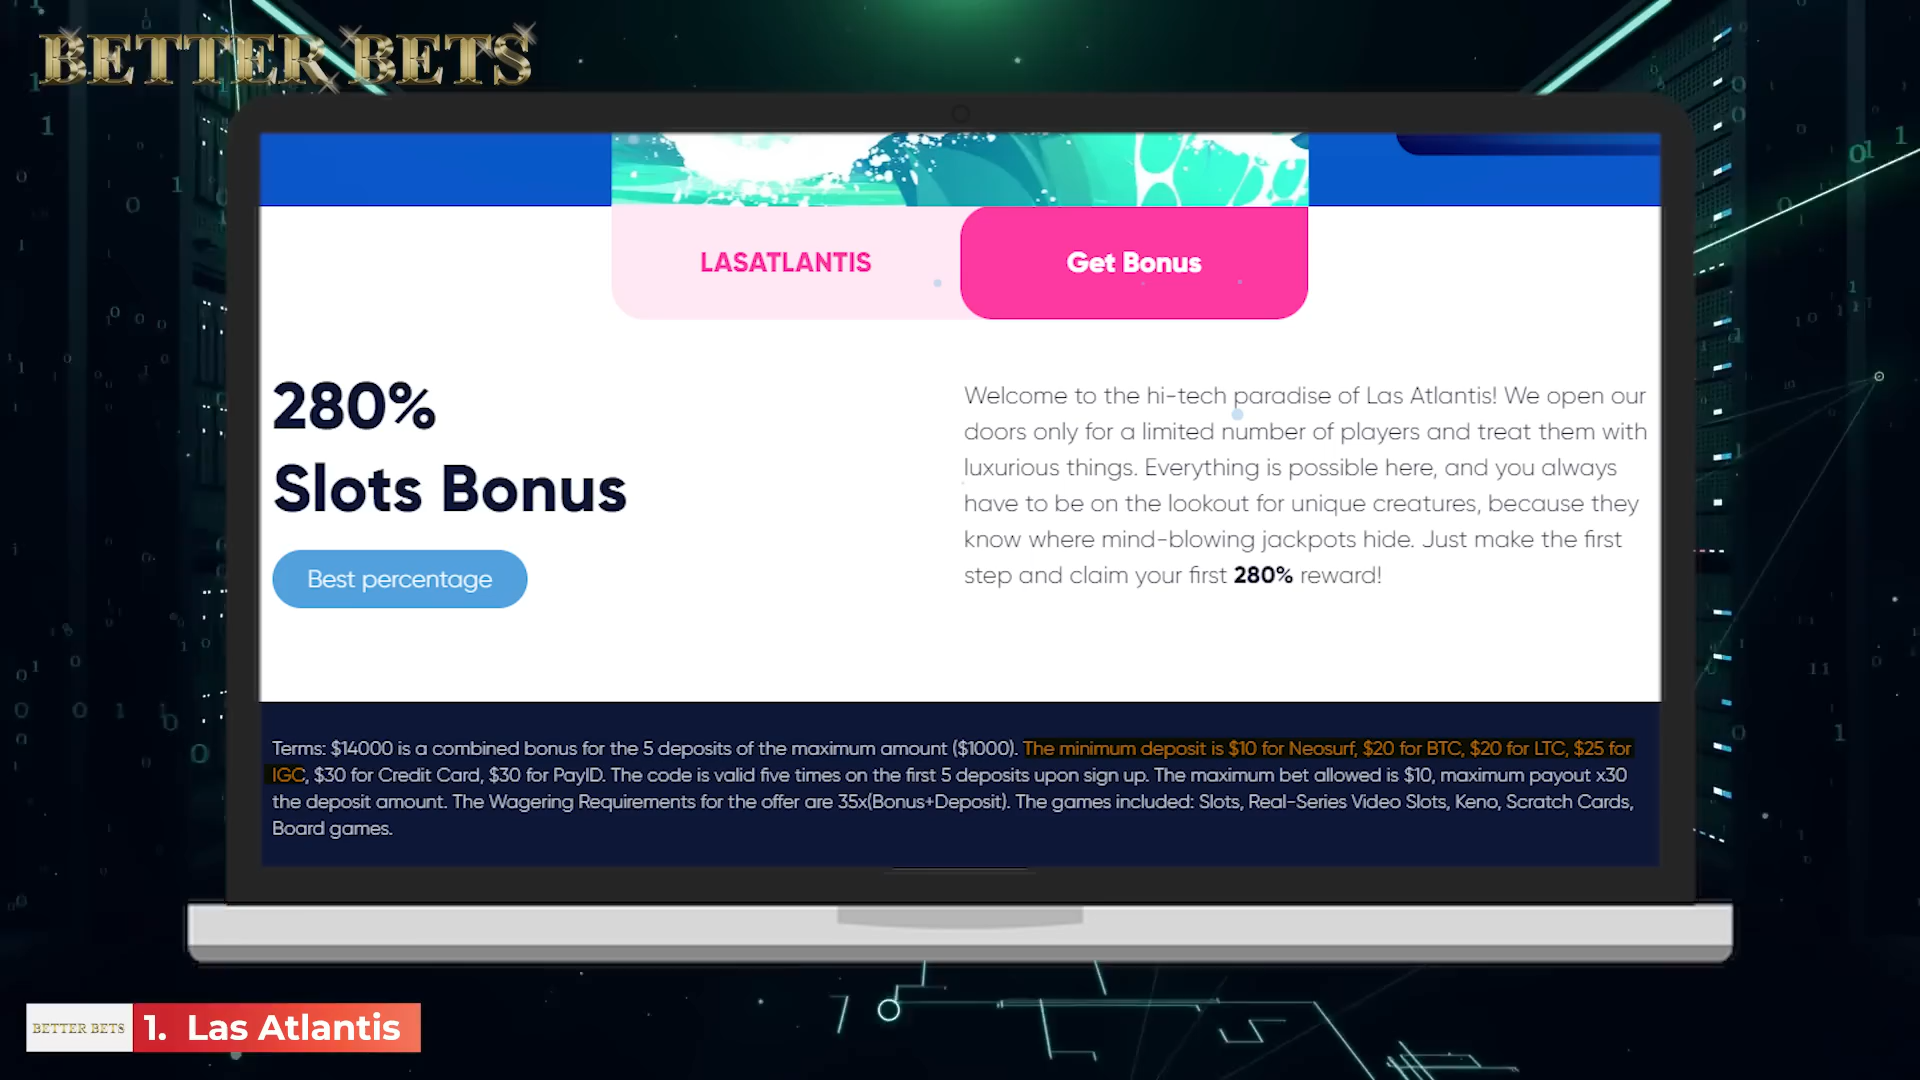 BETTER BETS
LASATLANTIS
Get Bonus
280%
Slots Bonus
Best percentage
Welcome to the hi-tech paradise of Las Atlantis! We open our
doors only for a limited number of players and treat them with
luxurious things. Everything is possible here, and you always
have to be on the lookout for unique creatures, because they
know where mind-blowing jackpots hide. Just make the first
step and claim your first 280% reward!
Terms: $14000 is a combined bonus for the 5 deposits of the maximum amount ($1000). The minimum deposit is $10 for Neosurf, $20 for BTC, $20 for LTC, $25 for
IGC, $30 for Credit Card, $30 for PayID. The code is valid five times on the first 5 deposits upon sign up. The maximum bet allowed is $10, maximum payout x30
the deposit amount. The Wagering Requirements for the offer are 35x(Bonus+Deposit). The games included: Slots, Real-Series Video Slots, Keno, Scratch Cards,
Board games.
BETTER BETS
1. Las Atlantis